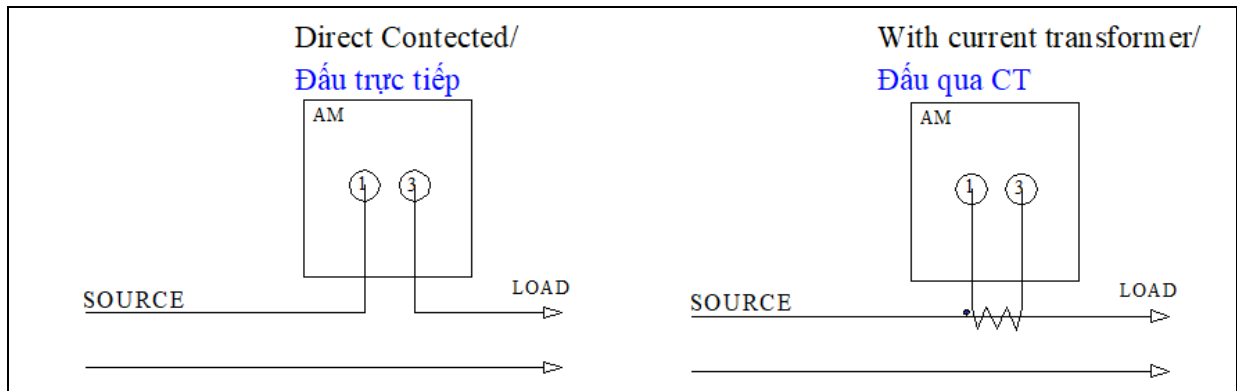 Direct Contected/
Đấu trực tiếp
AM
1 3
SOURCE
LOAD
With current transformer/
Đấu qua CT
AM
1 3
SOURCE
LOAD